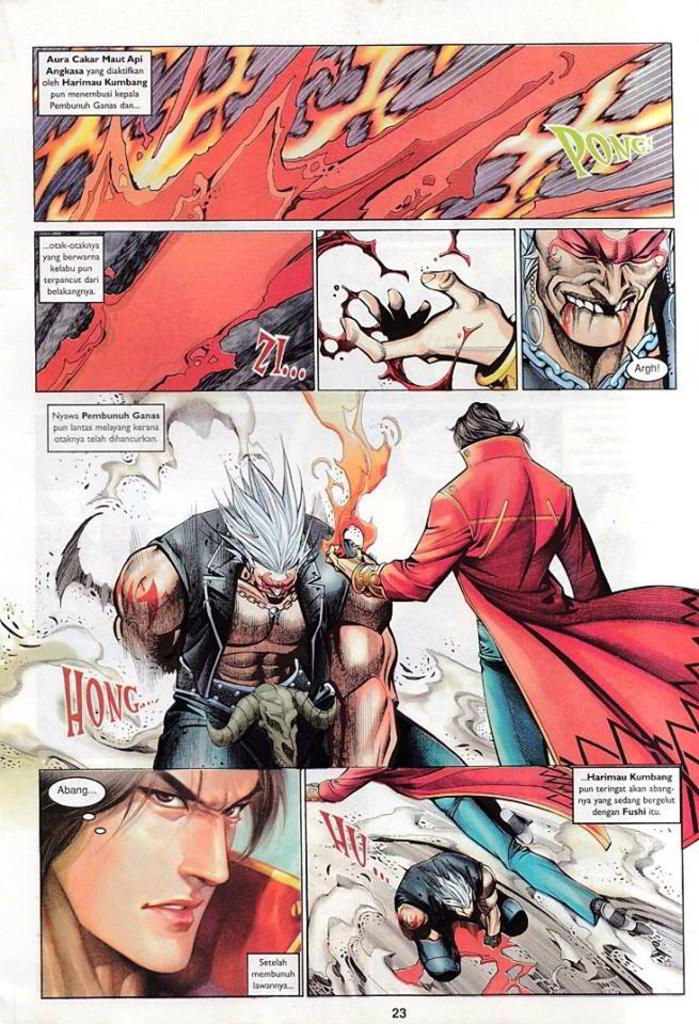 Aura Cakar Maut Api
Angkasa yang diaktifkan
oleh Harimau Kumbang
pun menembusi kepala
Pembunuh Ganas dan...
PONG!
...otak-otaknya
yang berwarna
kelabu pun
terpancut dari
belakangnya.
ZI...
Argh!
Nyawa Pembunuh Ganas
pun lantas melayang kerana
otaknya telah dihancurkan.
HONG...
Abang...
Setelah
membunuh
lawannya...
...Harimau Kumbang
pun teringat akan abang-
nya yang sedang bergelut
dengan Fushi itu.
HU...
23